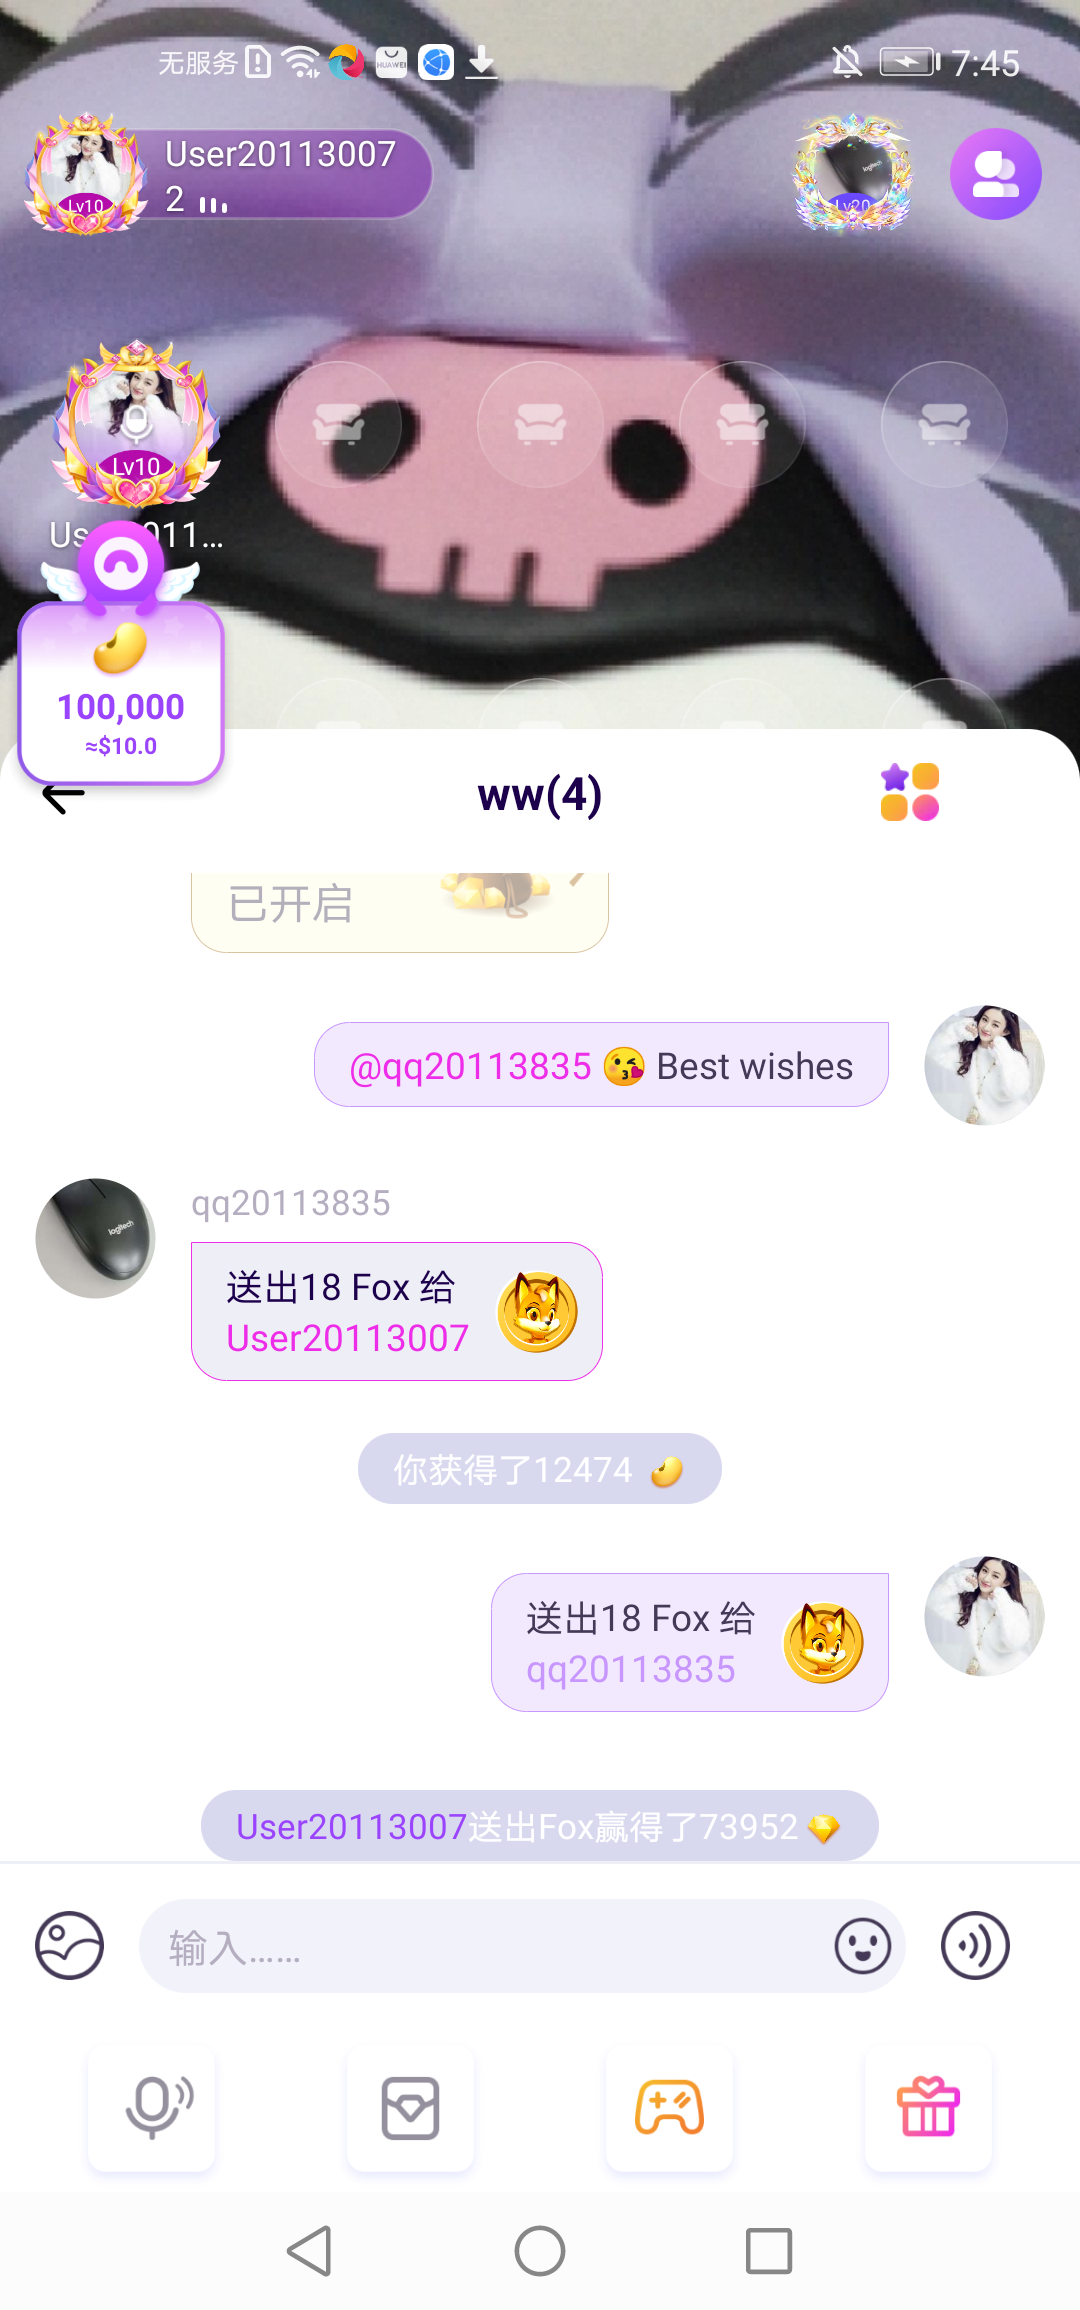 无服务
HUAWEI
7:45
User20113007
2
Lv10
logitech
Lv20
Lv10
100,000
≈$10.0
ww(4)
已开启
@qq20113835 😘 Best wishes
qq20113835
logitech
送出18 Fox 给
User20113007
你获得了12474
送出18 Fox 给
qq20113835
User20113007送出Fox赢得了73952
输入......